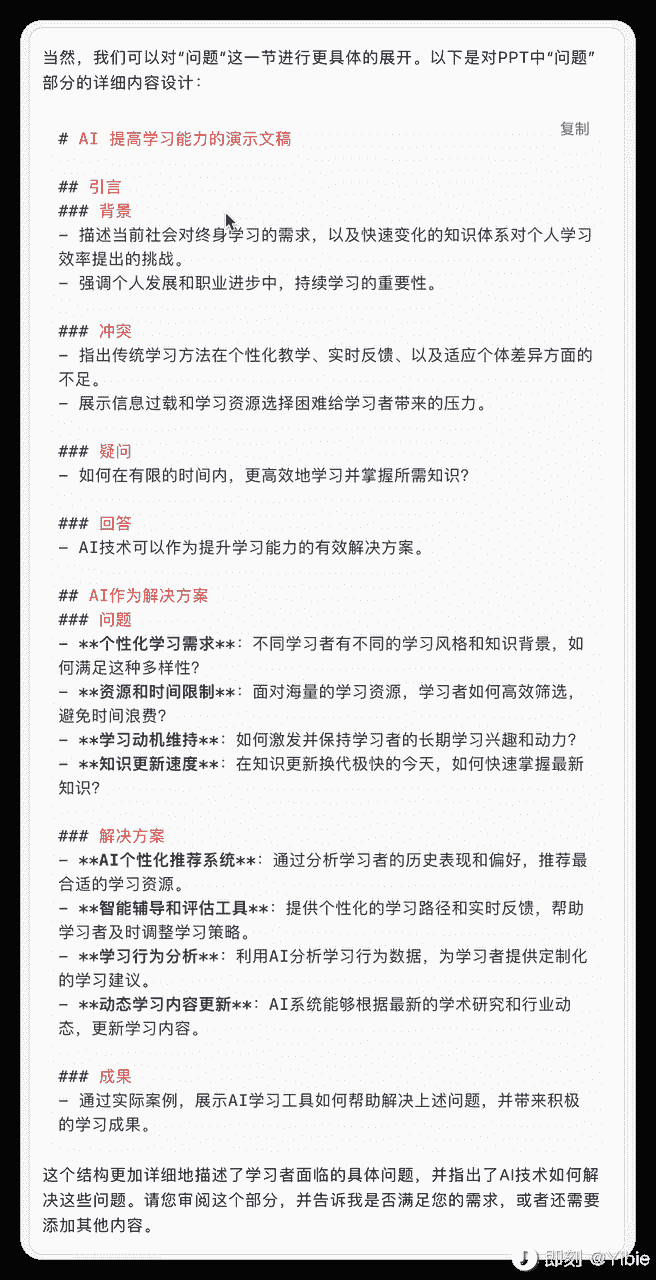 当然，我们可以对“问题”这一节进行更具体的展开。以下是对PPT中“问题”
部分的详细内容设计：
复制
# AI 提高学习能力的演示文稿
## 引言
### 背景
- 描述当前社会对终身学习的需求，以及快速变化的知识体系对个人学习
效率提出的挑战。
- 强调个人发展和职业进步中，持续学习的重要性。
### 冲突
- 指出传统学习方法在个性化教学、实时反馈、以及适应个体差异方面的
不足。
- 展示信息过载和学习资源选择困难给学习者带来的压力。
### 疑问
- 如何在有限的时间内，更高效地学习并掌握所需知识？
### 回答
- AI技术可以作为提升学习能力的有效解决方案。
## AI作为解决方案
### 问题
- **个性化学习需求**：不同学习者有不同的学习风格和知识背景，如
何满足这种多样性？
- **资源和时间限制**：面对海量的学习资源，学习者如何高效筛选，
避免时间浪费？
- **学习动机维持**：如何激发并保持学习者的长期学习兴趣和动力？
- **知识更新速度**：在知识更新换代极快的今天，如何快速掌握最新
知识？
### 解决方案
- **AI个性化推荐系统**：通过分析学习者的历史表现和偏好，推荐最
合适的学习资源。
- **智能辅导和评估工具**：提供个性化的学习路径和实时反馈，帮助
学习者及时调整学习策略。
- **学习行为分析**：利用AI分析学习行为数据，为学习者提供定制化
的学习建议。
- **动态学习内容更新**：AI系统能够根据最新的学术研究和行业动
态，更新学习内容。
### 成果
- 通过实际案例，展示AI学习工具如何帮助解决上述问题，并带来积极
的学习成果。
这个结构更加详细地描述了学习者面临的具体问题，并指出了AI技术如何解
决这些问题。请您审阅这个部分，并告诉我是否满足您的需求，或者还需要
添加其他内容。
即刻 @Yibie